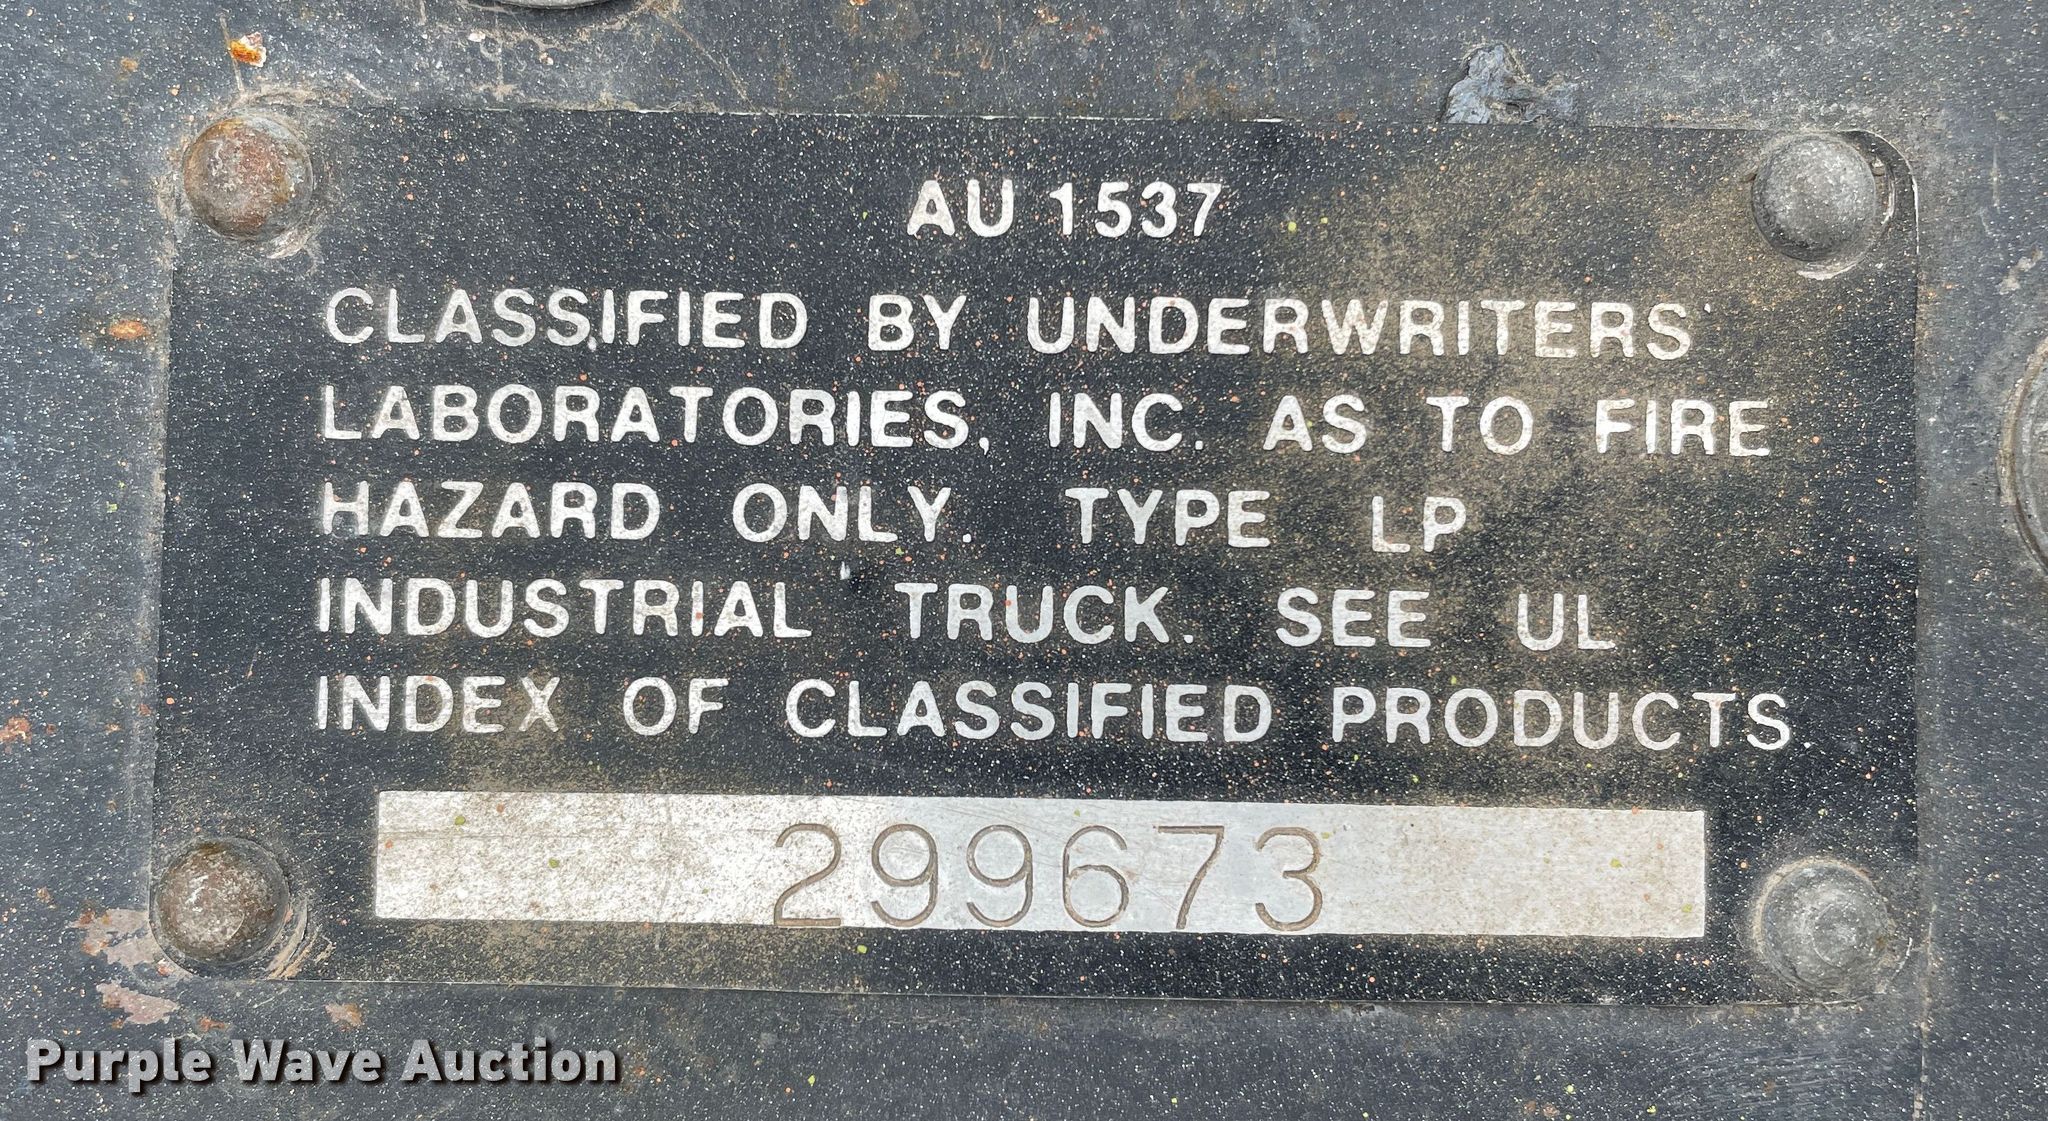 AU 1537
CLASSIFIED BY UNDERWRITERS'
LABORATORIES, INC. AS TO FIRE
HAZARD ONLY. TYPE LP
INDUSTRIAL TRUCK. SEE UL
INDEX OF CLASSIFIED PRODUCTS
299673
Purple Wave Auction